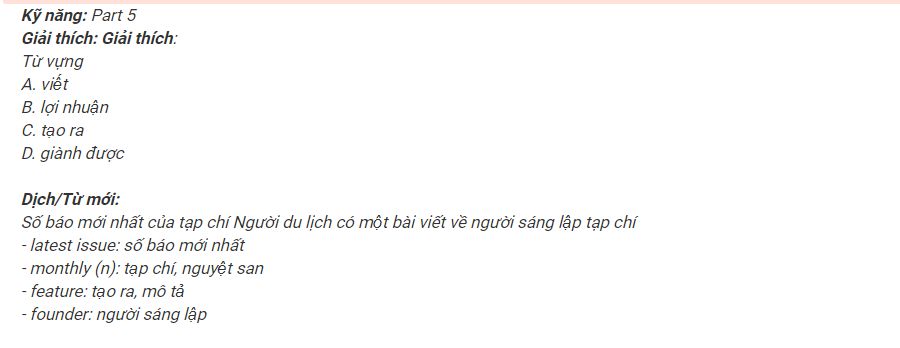 Kỹ năng: Part 5
Giải thích: Giải thích:
Từ vựng
A. viết
B. lợi nhuận
C. tạo ra
D. giành được
Dịch/Từ mới:
Số báo mới nhất của tạp chí Người du lịch có một bài viết về người sáng lập tạp chí
- latest issue: số báo mới nhất
- monthly (n): tạp chí, nguyệt san
- feature: tạo ra, mô tả
- founder: người sáng lập